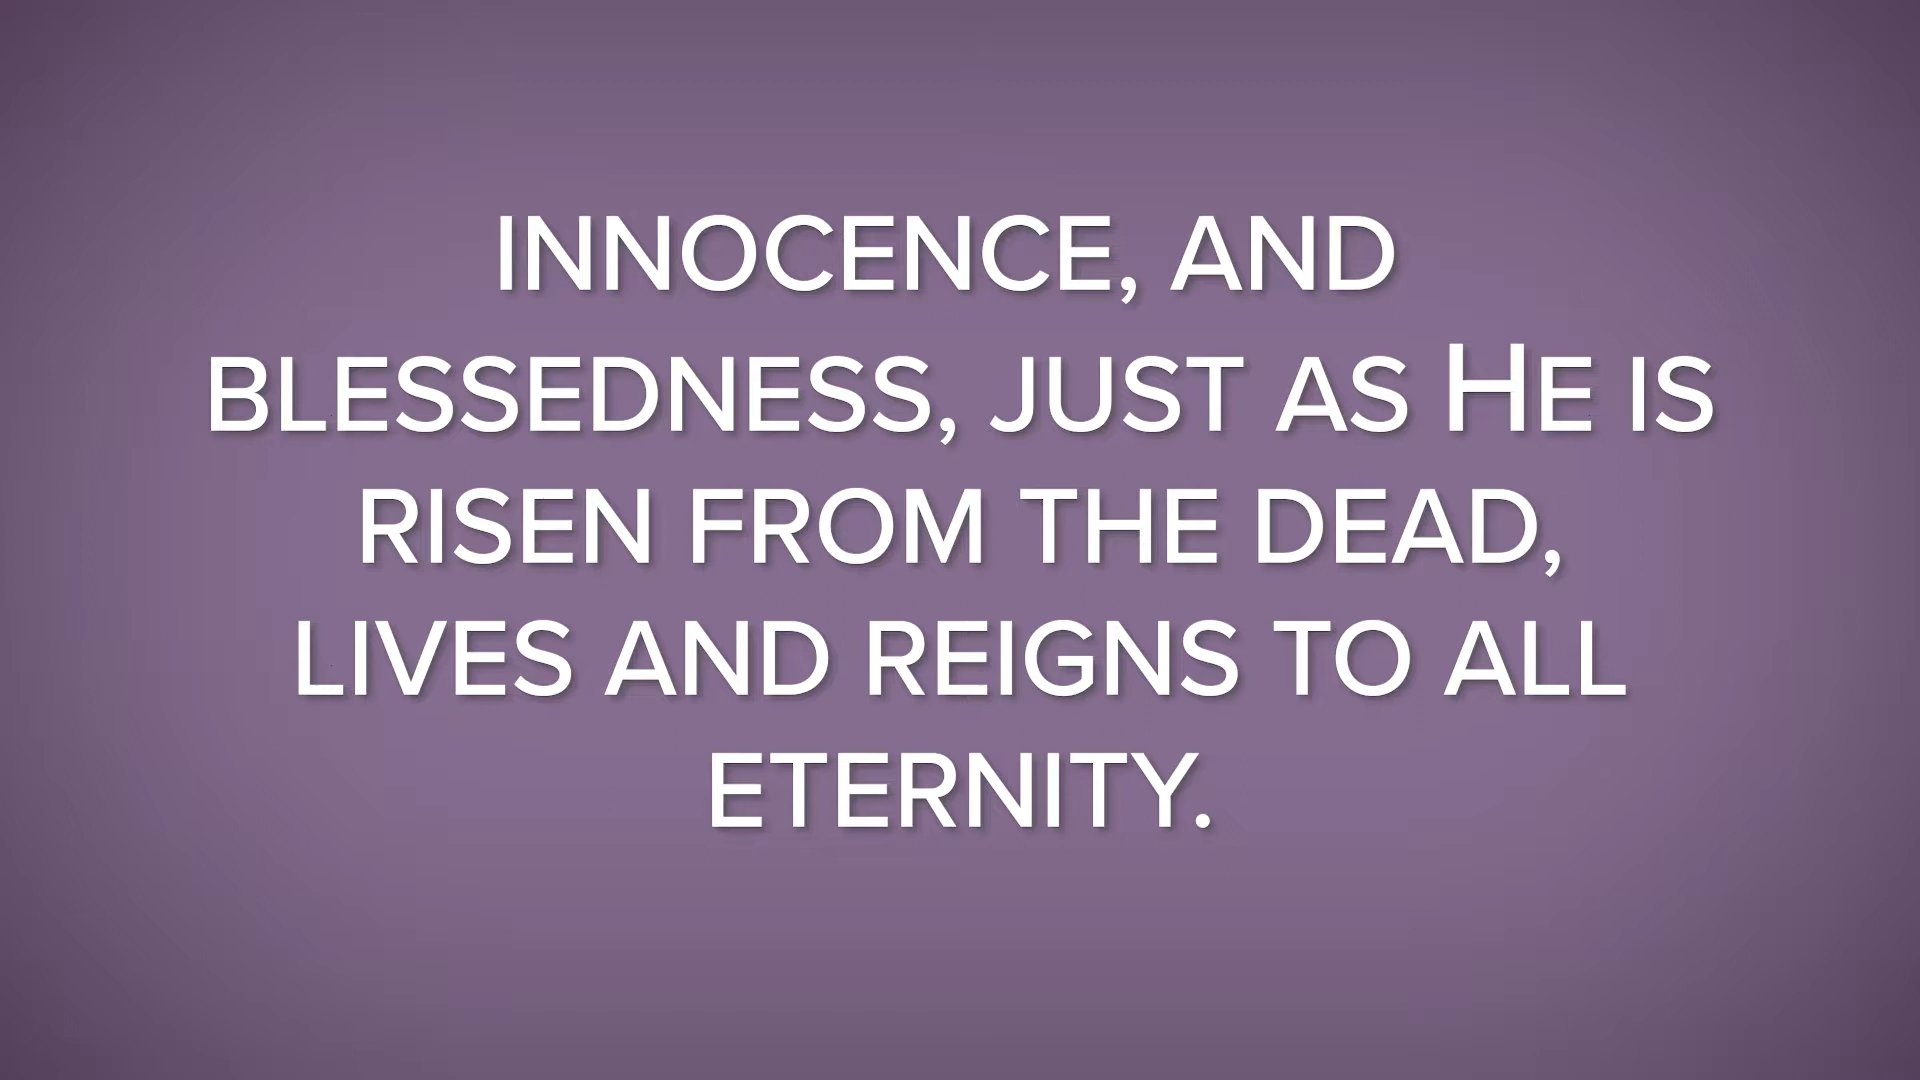 INNOCENCE, AND
BLESSEDNESS, JUST AS HE IS
RISEN FROM THE DEAD,
LIVES AND REIGNS TO ALL
ETERNITY.